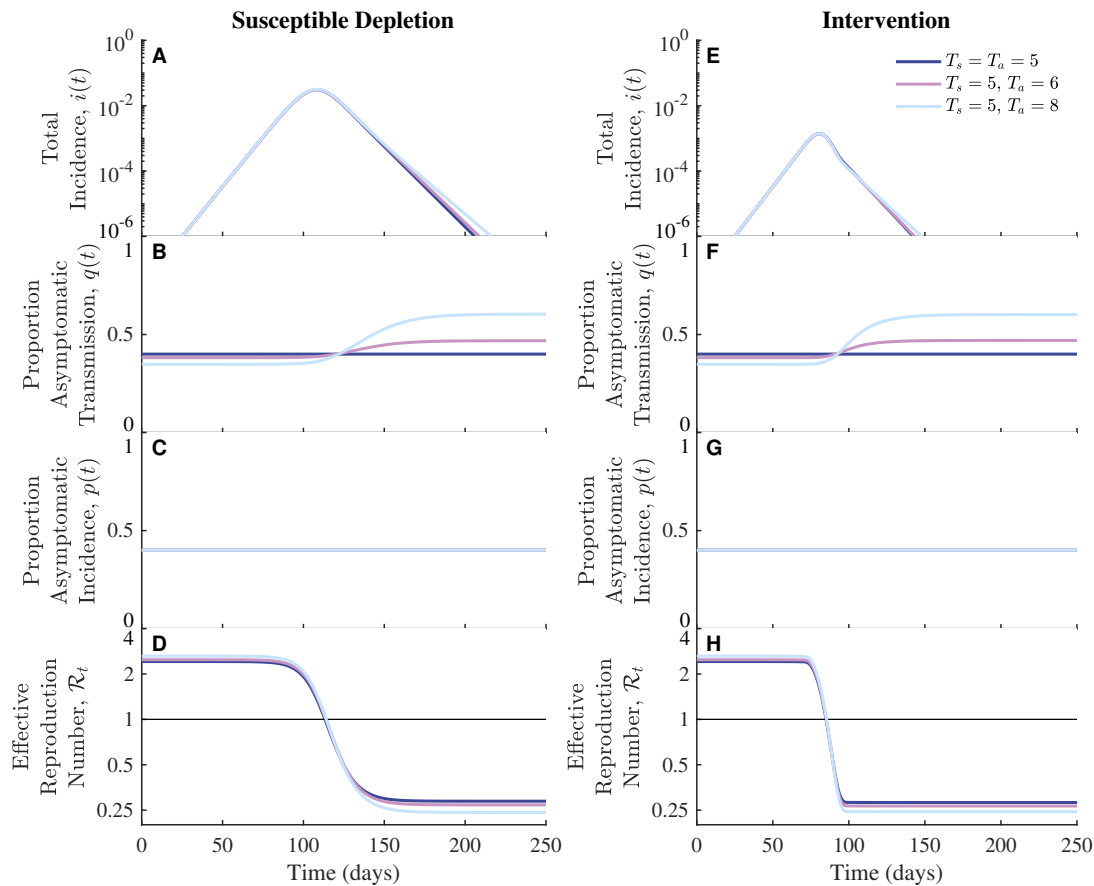 Susceptible Depletion
A
10^0
10^-2
10^-4
10^-6
Total
Incidence, i(t)
B
1
0.5
0
Proportion
Asymptomatic
Transmission, q(t)
C
1
0.5
0
Proportion
Asymptomatic
Incidence, p(t)
D
4
2
1
0.5
0.25
Effective
Reproduction
Number, ℛ_t
0 50 100 150 200 250
Time (days)
Intervention
E
10^0
10^-2
10^-4
10^-6
Total
Incidence, i(t)
T_s = T_a = 5
T_s = 5, T_a = 6
T_s = 5, T_a = 8
F
1
0.5
0
Proportion
Asymptomatic
Transmission, q(t)
G
1
0.5
0
Proportion
Asymptomatic
Incidence, p(t)
H
4
2
1
0.5
0.25
Effective
Reproduction
Number, ℛ_t
0 50 100 150 200 250
Time (days)